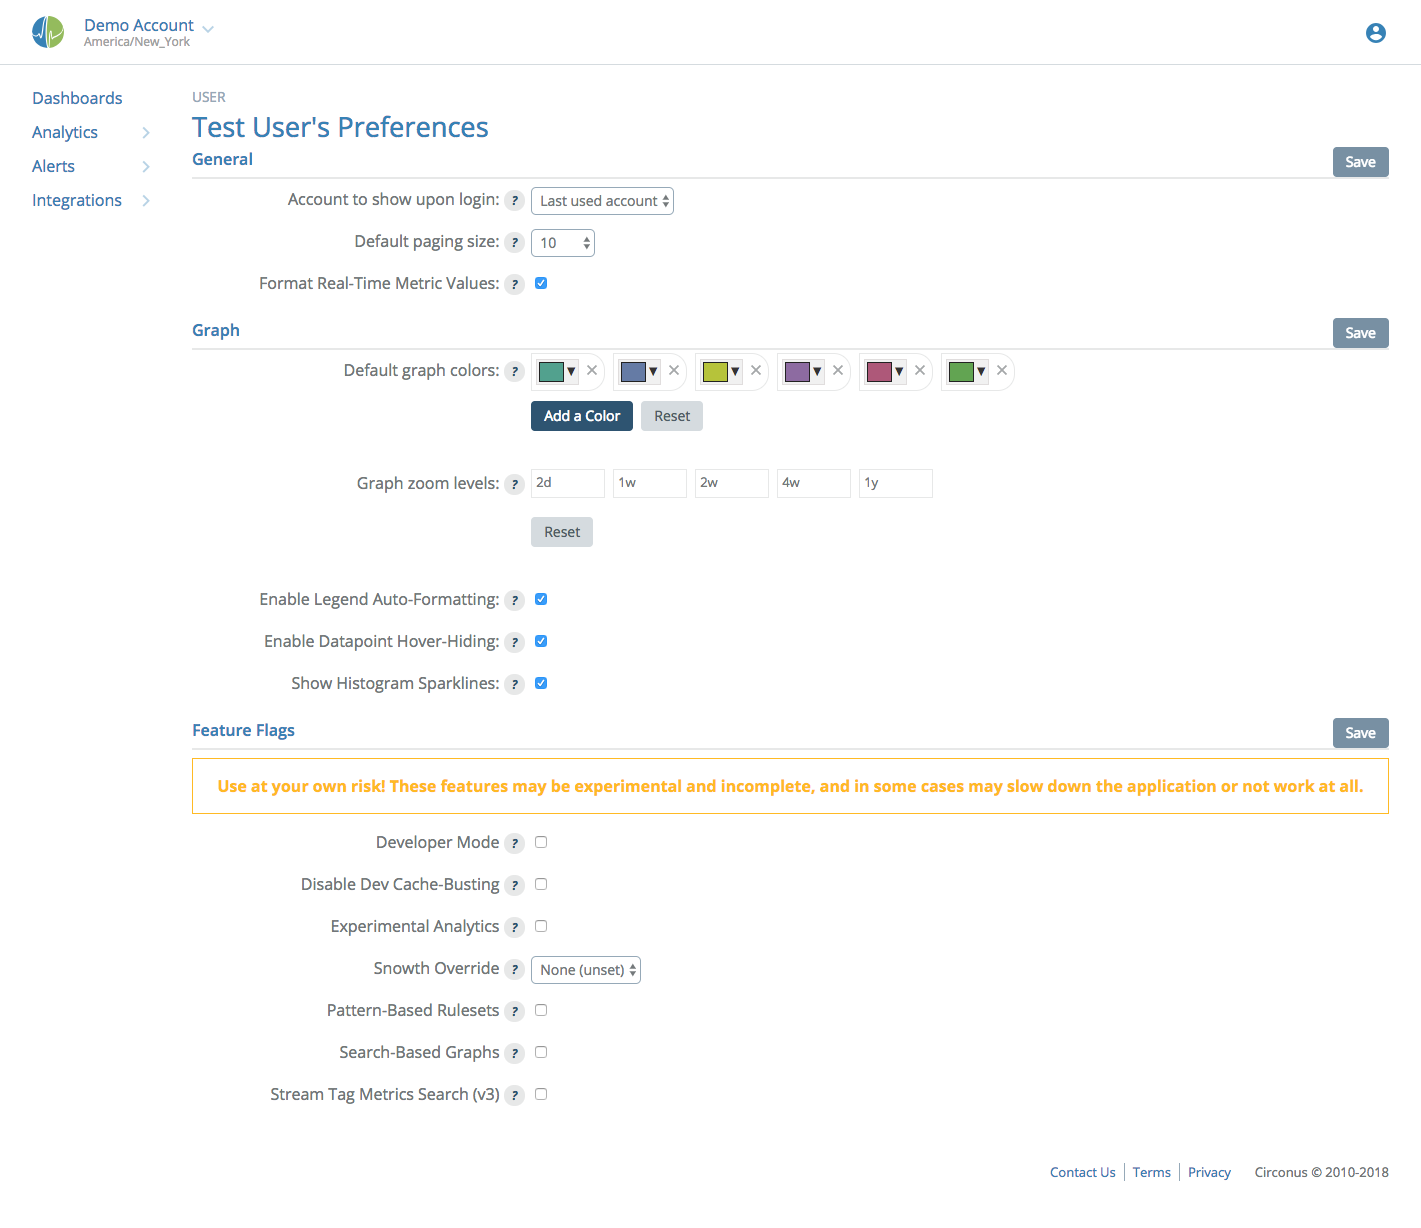 Demo Account
America/New_York
Dashboards
Analytics
Alerts
Integrations
USER
Test User's Preferences
General
Save
Account to show upon login: ? Last used account
Default paging size: ? 10
Format Real-Time Metric Values: ?
Graph
Save
Default graph colors: ?
Add a Color Reset
Graph zoom levels: ? 2d 1w 2w 4w 1y
Reset
Enable Legend Auto-Formatting: ?
Enable Datapoint Hover-Hiding: ?
Show Histogram Sparklines: ?
Feature Flags
Save
Use at your own risk! These features may be experimental and incomplete, and in some cases may slow down the application or not work at all.
Developer Mode ?
Disable Dev Cache-Busting ?
Experimental Analytics ?
Snowth Override ? None (unset)
Pattern-Based Rulesets ?
Search-Based Graphs ?
Stream Tag Metrics Search (v3) ?
Contact Us Terms Privacy Circonus © 2010-2018